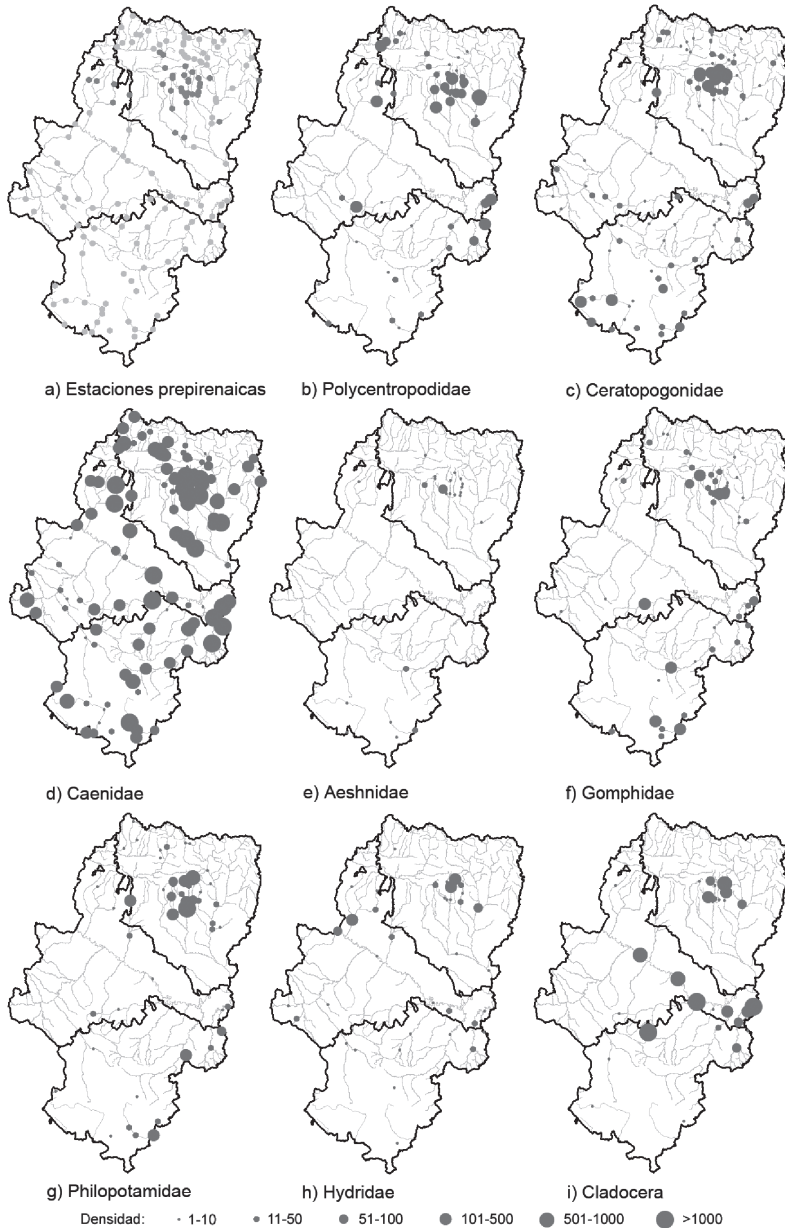 a) Estaciones prepirenaicas
b) Polycentropodidae
c) Ceratopogonidae
d) Caenidae
e) Aeshnidae
f) Gomphidae
g) Philopotamidae
h) Hydridae
i) Cladocera
Densidad: 1-10 11-50 51-100 101-500 501-1000 >1000